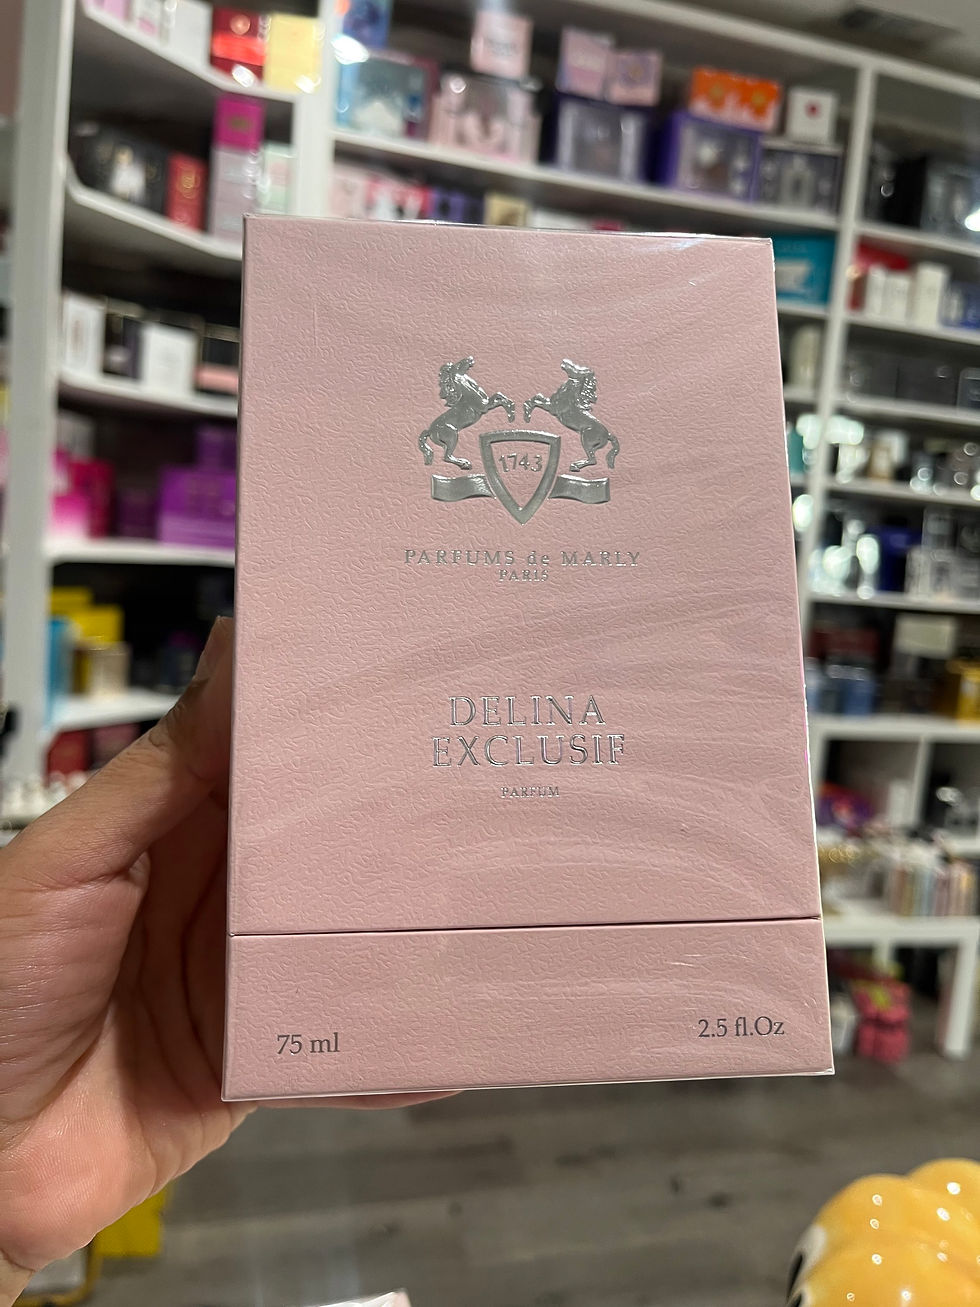 1743
PARFUMS de MARLY
PARIS
DELINA
EXCLUSIF
PARFUM
75 ml
2.5 fl.Oz